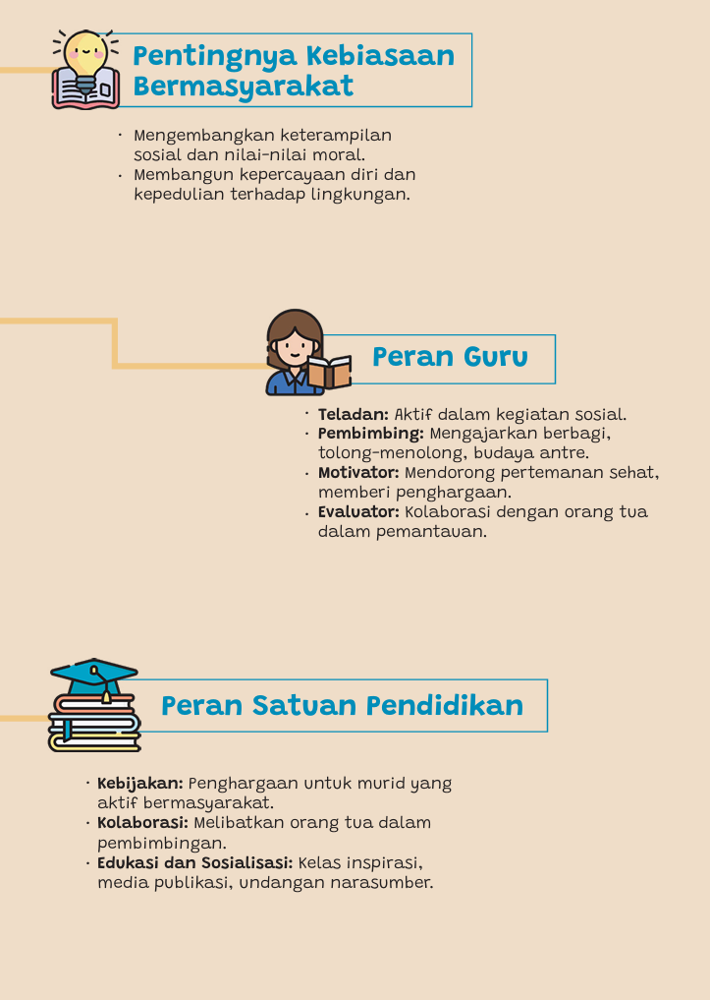 Pentingnya Kebiasaan
Bermasyarakat
· Mengembangkan keterampilan
sosial dan nilai-nilai moral.
· Membangun kepercayaan diri dan
kepedulian terhadap lingkungan.
Peran Guru
· Teladan: Aktif dalam kegiatan sosial.
· Pembimbing: Mengajarkan berbagi,
tolong-menolong, budaya antre.
· Motivator: Mendorong pertemanan sehat,
memberi penghargaan.
· Evaluator: Kolaborasi dengan orang tua
dalam pemantauan.
Peran Satuan Pendidikan
· Kebijakan: Penghargaan untuk murid yang
aktif bermasyarakat.
· Kolaborasi: Melibatkan orang tua dalam
pembimbingan.
· Edukasi dan Sosialisasi: Kelas inspirasi,
media publikasi, undangan narasumber.